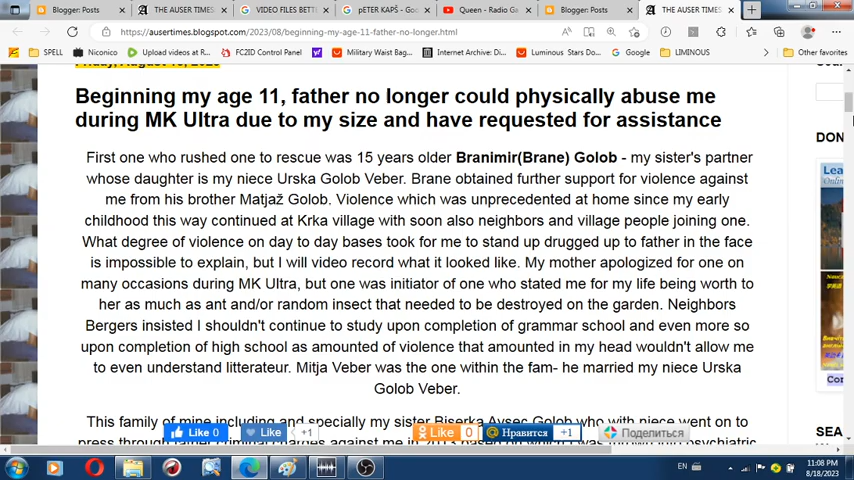 Blogger: Posts
THE AUSER TIMES
VIDEO FILES BETT
pETER KAPŠ - Goo
Queen - Radio Ga
Blogger: Posts
THE AUSER TIMES
https://ausertimes.blogspot.com/2023/08/beginning-my-age-11-father-no-longer.html
SPELL
Niconico
Upload videos at R...
FC2ID Control Panel
Military Waist Bag...
Internet Archive: Di...
Luminous Stars Do...
Google
LIMINOUS
Other favorites
Beginning my age 11, father no longer could physically abuse me
during MK Ultra due to my size and have requested for assistance
First one who rushed one to rescue was 15 years older Branimir(Brane) Golob - my sister's partner
whose daughter is my niece Urska Golob Veber. Brane obtained further support for violence against
me from his brother Matjaž Golob. Violence which was unprecedented at home since my early
childhood this way continued at Krka village with soon also neighbors and village people joining one.
What degree of violence on day to day bases took for me to stand up drugged up to father in the face
is impossible to explain, but I will video record what it looked like. My mother apologized for one on
many occasions during MK Ultra, but one was initiator of one who stated me for my life being worth to
her as much as ant and/or random insect that needed to be destroyed on the garden. Neighbors
Bergers insisted I shouldn't continue to study upon completion of grammar school and even more so
upon completion of high school as amounted of violence that amounted in my head wouldn't allow me
to even understand litterateur. Mitja Veber was the one within the fam- he married my niece Urska
Golob Veber.
This family of mine including and specially my sister Biserka Avsec Golob who with niece went on to
DON
Lea
Con
SEA
Like 0
Like
+1
Like
0
Нравится
+1
Поделиться
EN
11:08 PM
8/18/2023